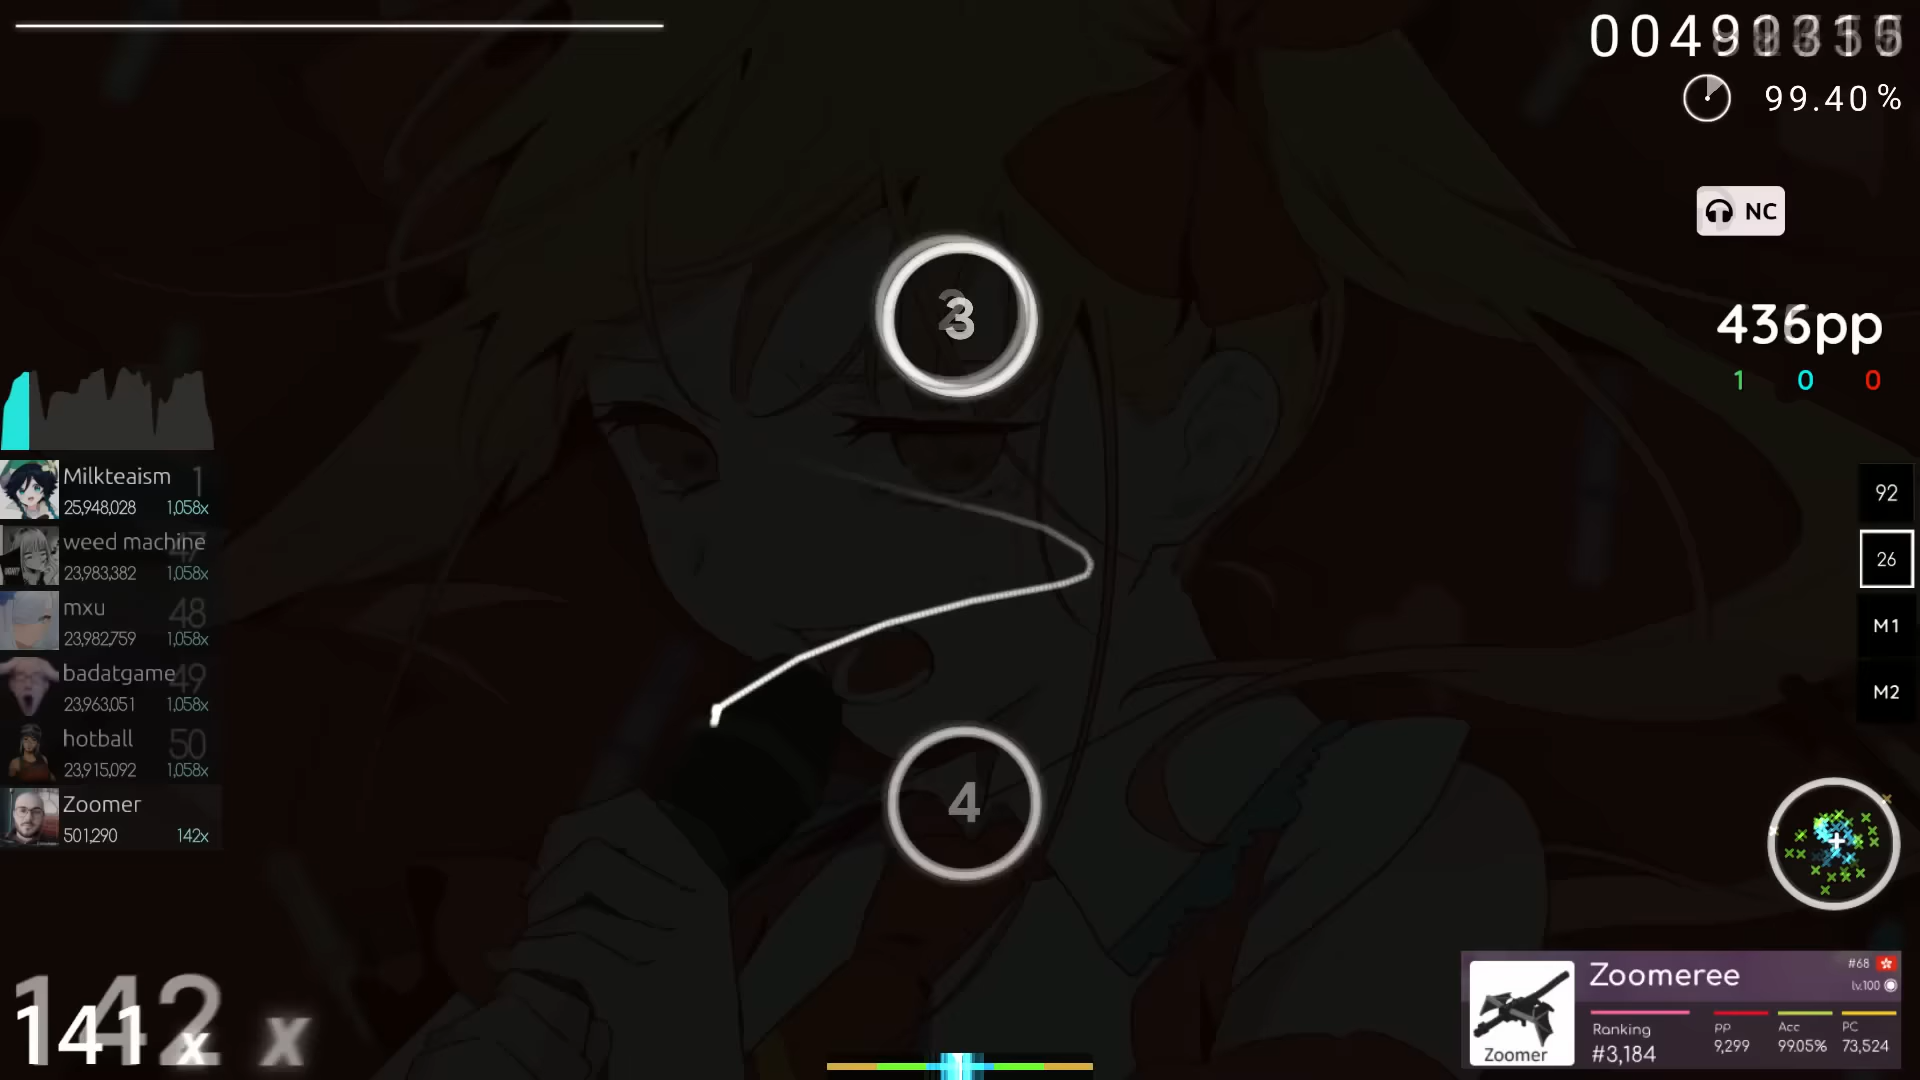 99.40%
NC
436pp
1 0 0
3
Milkteaism 1
25,948,028 1,058x
weed machine 47
23,983,382 1,058x
mxu 48
23,982,759 1,058x
badatgame 49
23,963,051 1,058x
hotball 50
23,915,092 1,058x
Zoomer
501,290 142x
92
26
M1
M2
4
142x
141x
Zoomer
Zoomeree
#68
lv.100
Ranking
#3,184
PP
9,299
Acc
99.05%
PC
73,524